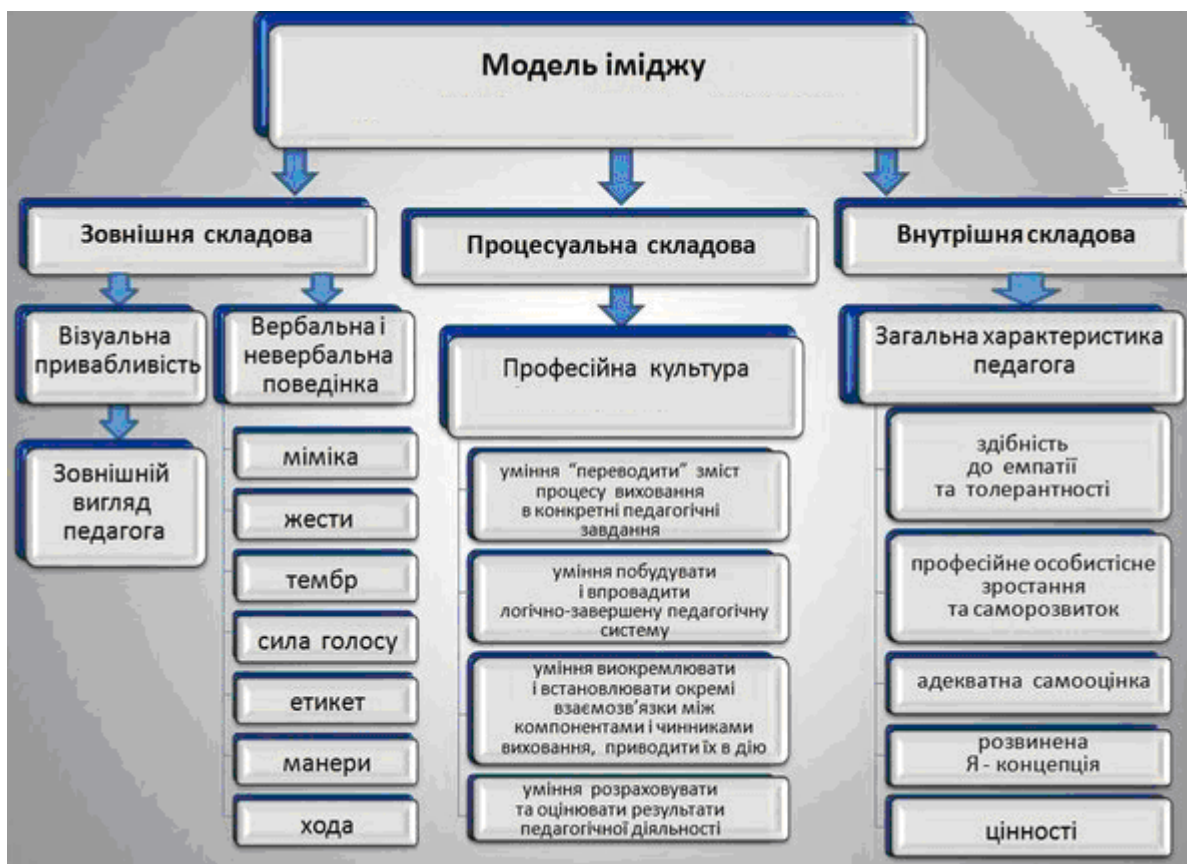 Модель іміджу
Зовнішня складова
Візуальна
привабливість
Зовнішній
вигляд
педагога
Вербальна і
невербальна
поведінка
міміка
жести
тембр
сила голосу
етикет
манери
хода
Процесуальна складова
Професійна культура
уміння “переводити” зміст
процесу виховання
в конкретні педагогічні
завдання
уміння побудувати
і впровадити
логічно-завершену педагогічну
систему
уміння виокремлювати
і встановлювати окремі
взаємозв’язки між
компонентами і чинниками
виховання, приводити їх в дію
уміння розраховувати
та оцінювати результати
педагогічної діяльності
Внутрішня складова
Загальна характеристика
педагога
здібність
до емпатії
та толерантності
професійне особистісне
зростання
та саморозвиток
адекватна самооцінка
розвинена
Я - концепція
цінності